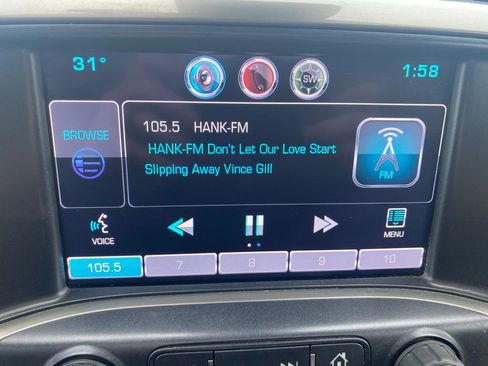 31°
SW
1:58
BROWSE
105.5 HANK-FM
HANK-FM Don't Let Our Love Start
Slipping Away Vince Gill
FM
VOICE
MENU
105.5 7 8 9 10